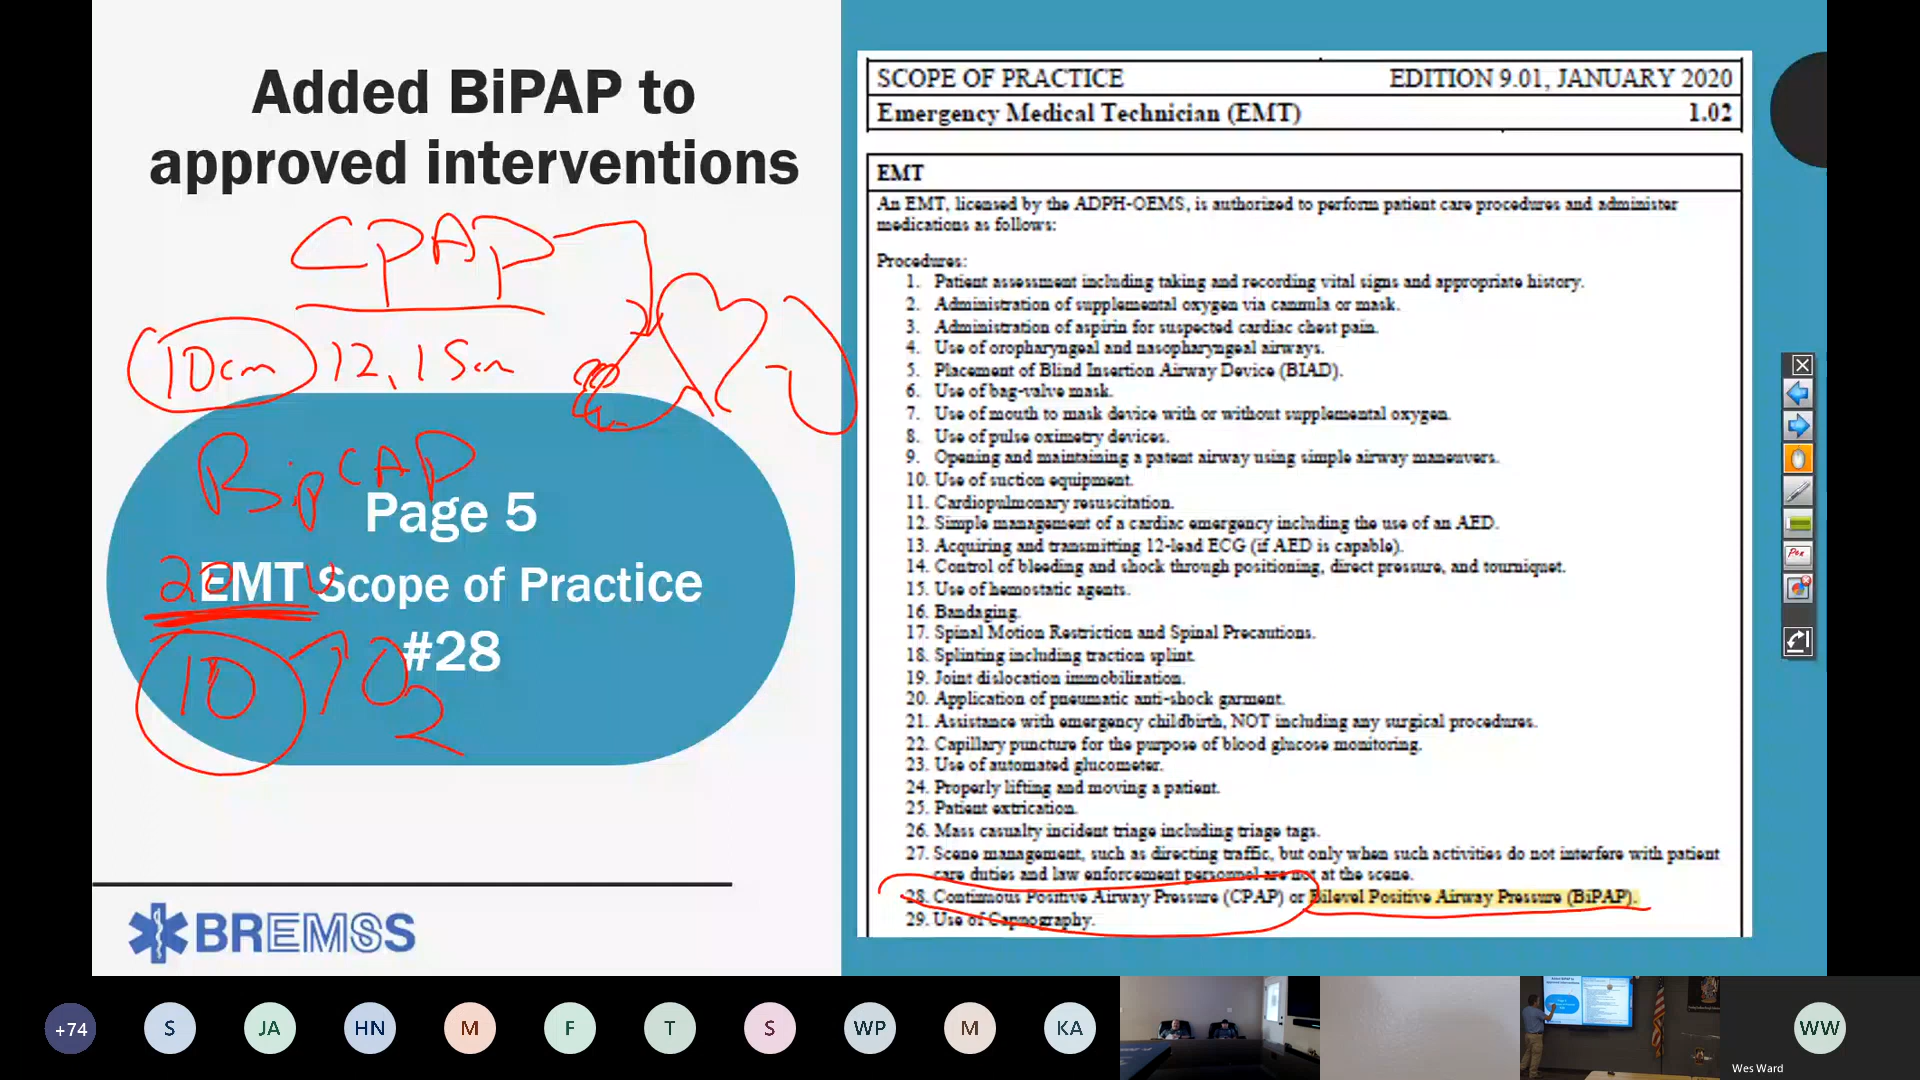 Added BiPAP to
approved interventions
CPAP
10cm 12, 15cm
BipCAP
Page 5
20
EMT Scope of Practice
#28
10 ↑O2
BREMSS
SCOPE OF PRACTICE EDITION 9.01, JANUARY 2020
Emergency Medical Technician (EMT) 1.02
EMT
An EMT, licensed by the ADPH-OEMS, is authorized to perform patient care procedures and administer
medications as follows:
Procedures:
1. Patient assessment including taking and recording vital signs and appropriate history.
2. Administration of supplemental oxygen via cannula or mask.
3. Administration of aspirin for suspected cardiac chest pain.
4. Use of oropharyngeal and nasopharyngeal airways.
5. Placement of Blind Insertion Airway Device (BIAD).
6. Use of bag-valve mask.
7. Use of mouth to mask device with or without supplemental oxygen.
8. Use of pulse oximetry devices.
9. Opening and maintaining a patent airway using simple airway maneuvers.
10. Use of suction equipment.
11. Cardiopulmonary resuscitation.
12. Simple management of a cardiac emergency including the use of an AED.
13. Acquiring and transmitting 12-lead ECG (if AED is capable).
14. Control of bleeding and shock through positioning, direct pressure, and tourniquet.
15. Use of hemostatic agents.
16. Bandaging.
17. Spinal Motion Restriction and Spinal Precautions.
18. Splinting including traction splint.
19. Joint dislocation immobilization.
20. Application of pneumatic anti-shock garment.
21. Assistance with emergency childbirth, NOT including any surgical procedures.
22. Capillary puncture for the purpose of blood glucose monitoring.
23. Use of automated glucometer.
24. Properly lifting and moving a patient.
25. Patient extrication.
26. Mass casualty incident triage including triage tags.
27. Scene management, such as directing traffic, but only when such activities do not interfere with patient
care duties and law enforcement personnel are not at the scene.
28. Continuous Positive Airway Pressure (CPAP) or Bilevel Positive Airway Pressure (BiPAP).
29. Use of Capnography.
Pen
+74 S JA HN M F T S WP M KA WW
Wes Ward